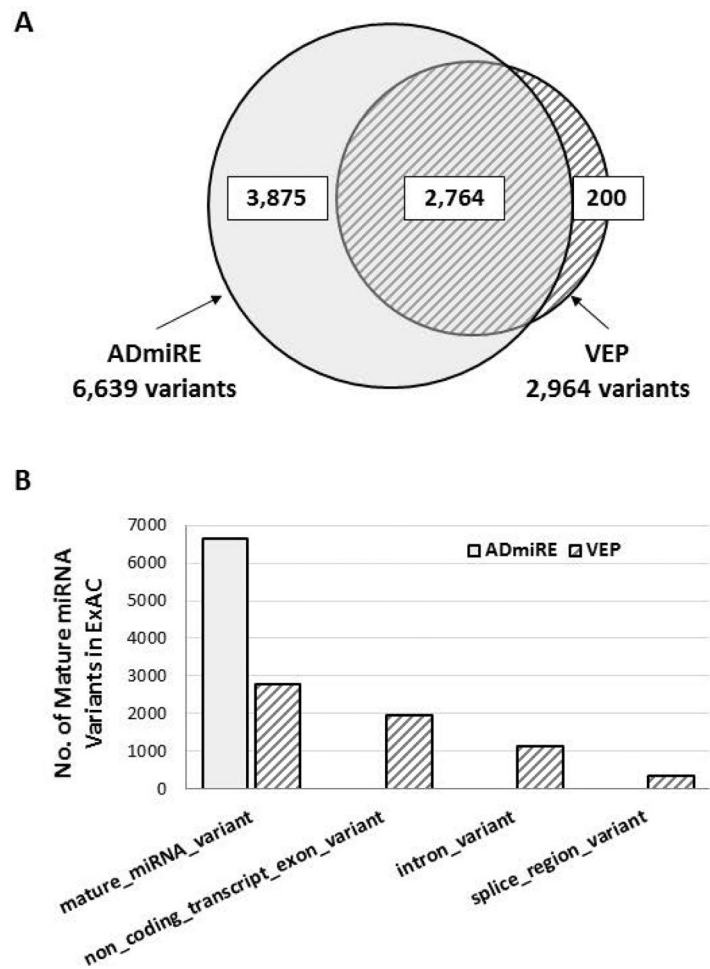 A
3,875
2,764
200
ADmiRE
6,639 variants
VEP
2,964 variants
B
No. of Mature miRNA
Variants in ExAC
7000
6000
5000
4000
3000
2000
1000
0
ADmiRE
VEP
mature_miRNA_variant
non_coding_transcript_exon_variant
intron_variant
splice_region_variant